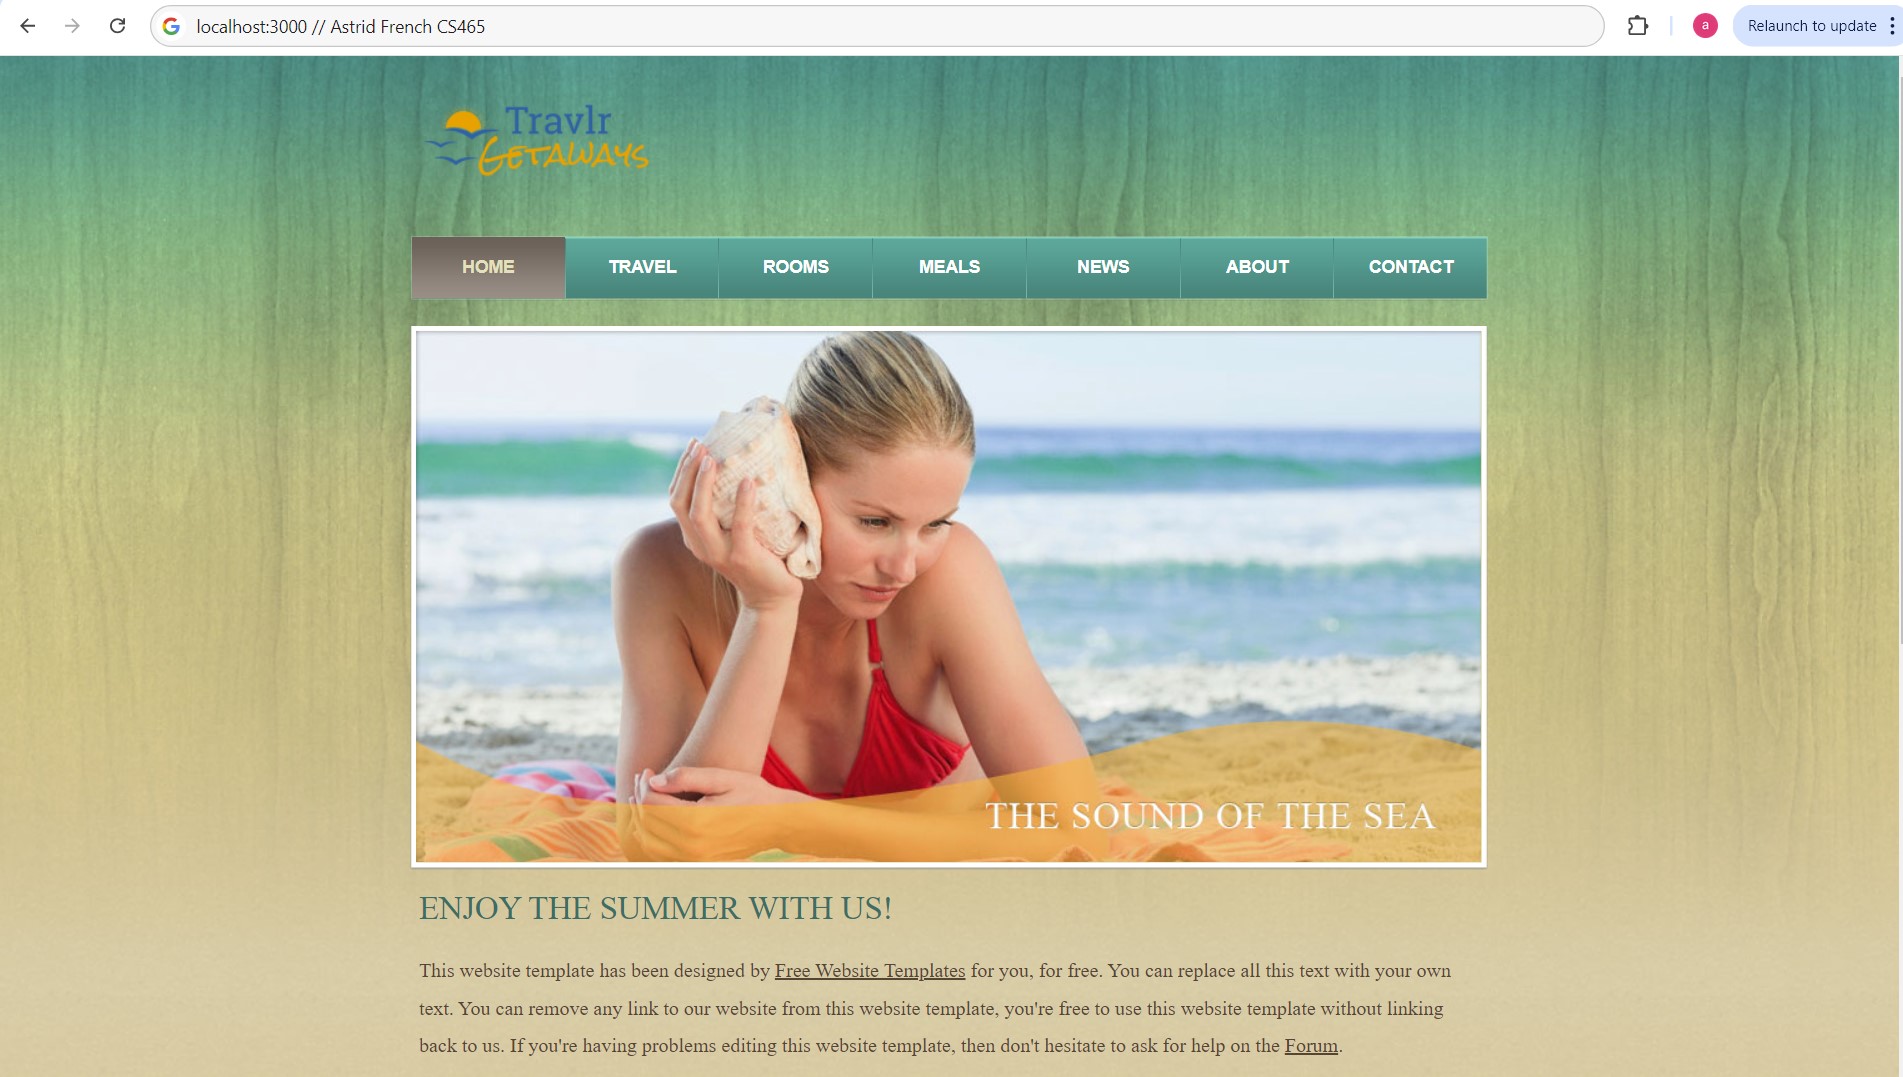 localhost:3000 // Astrid French CS465
a
Relaunch to update
Travlr
GETAWAYS
HOME
TRAVEL
ROOMS
MEALS
NEWS
ABOUT
CONTACT
THE SOUND OF THE SEA
ENJOY THE SUMMER WITH US!
This website template has been designed by Free Website Templates for you, for free. You can replace all this text with your own
text. You can remove any link to our website from this website template, you're free to use this website template without linking
back to us. If you're having problems editing this website template, then don't hesitate to ask for help on the Forum.